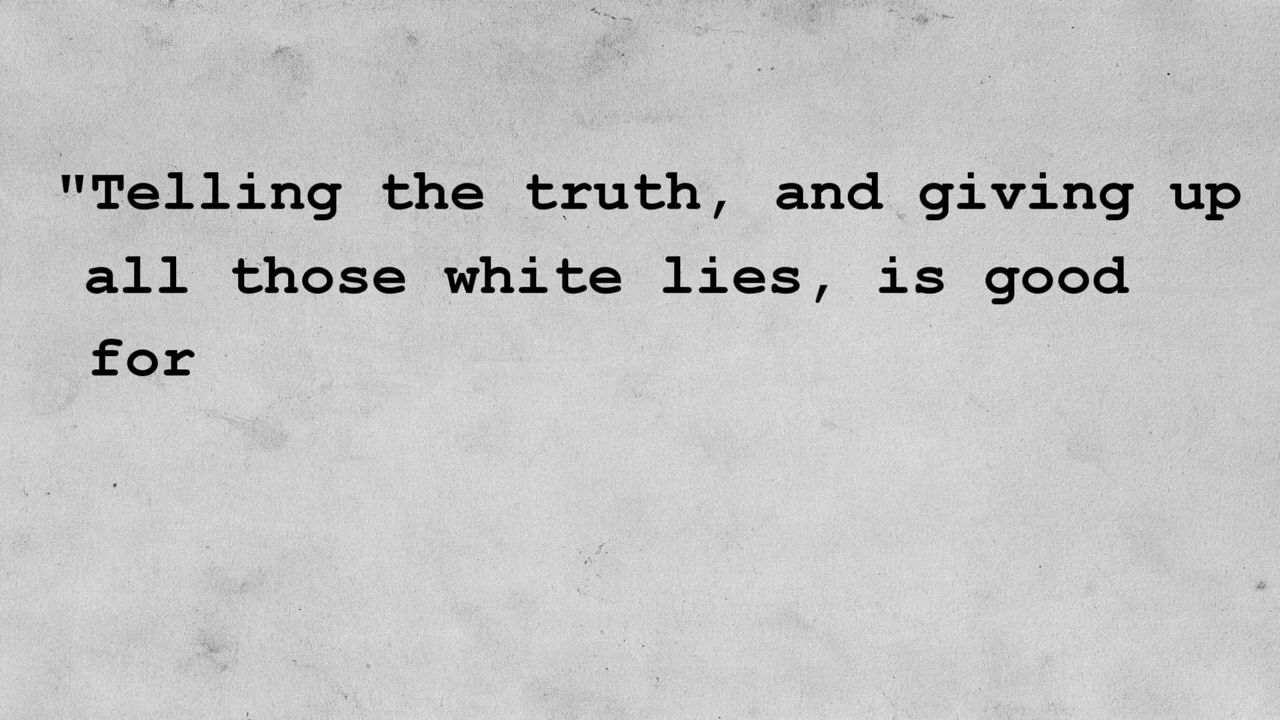 "Telling the truth, and giving up
all those white lies, is good
for